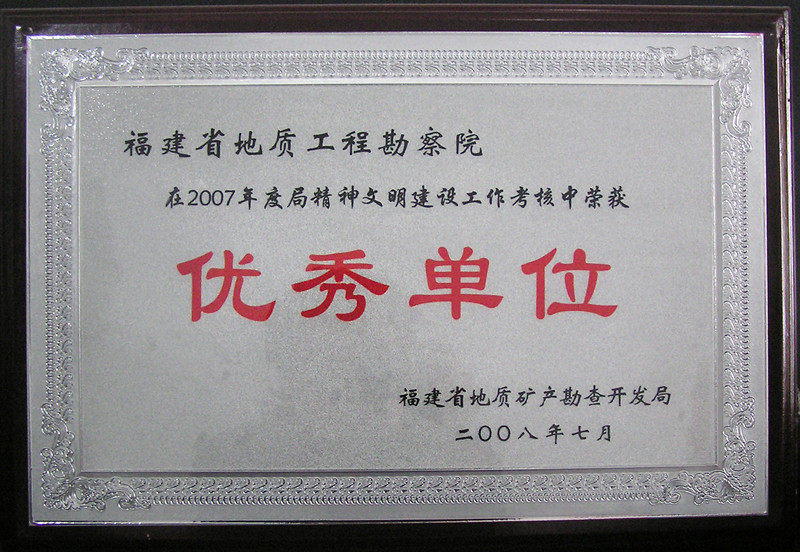 福建省地质工程勘察院
在2007年度局精神文明建设工作考核中荣获
优秀单位
福建省地质矿产勘查开发局
二〇〇八年七月